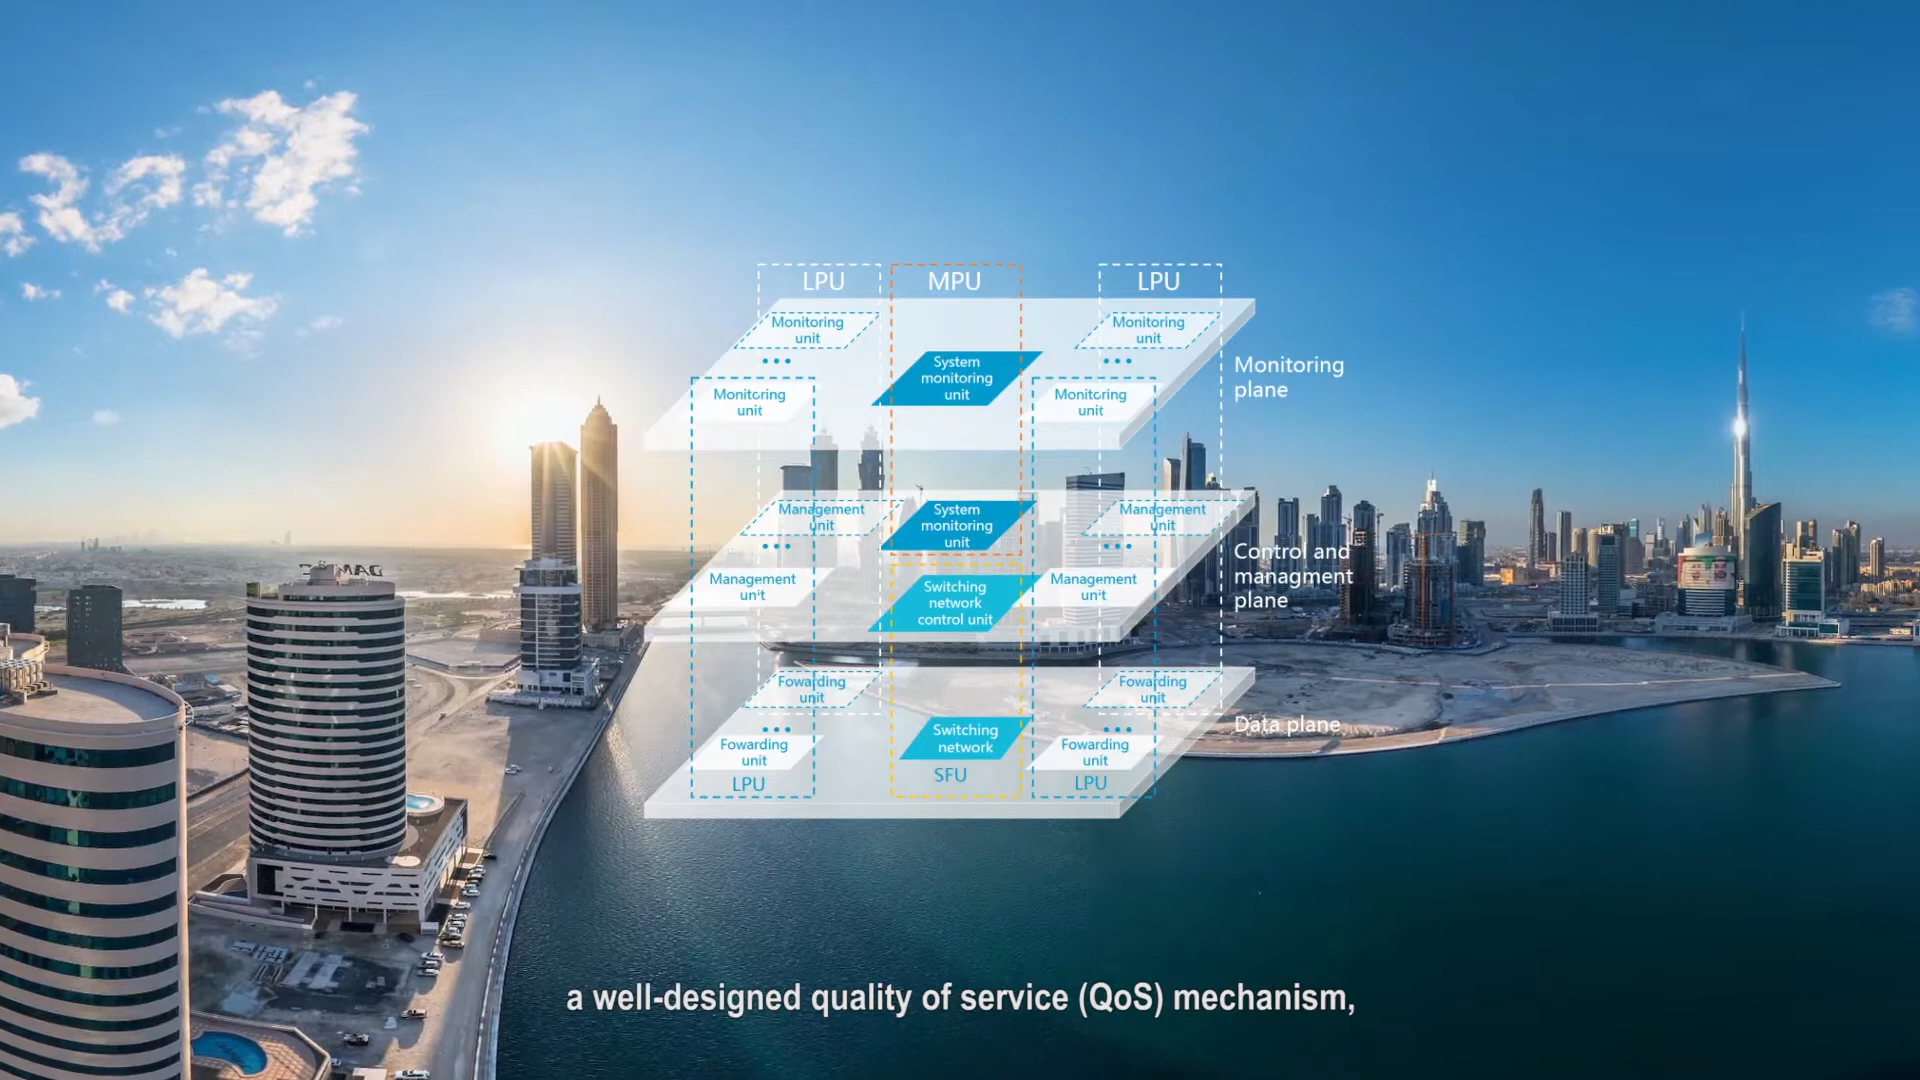 LPU
MPU
LPU
Monitoring
unit
Monitoring
unit
System
monitoring
unit
Monitoring
unit
Monitoring
unit
Monitoring
plane
Management
unit
System
monitoring
unit
Management
unit
Management
unit
Switching
network
control unit
Management
unit
Control and
managment
plane
Fowarding
unit
Fowarding
unit
Switching
network
Data plane
Fowarding
unit
Fowarding
unit
LPU
SFU
LPU
a well-designed quality of service (QoS) mechanism,